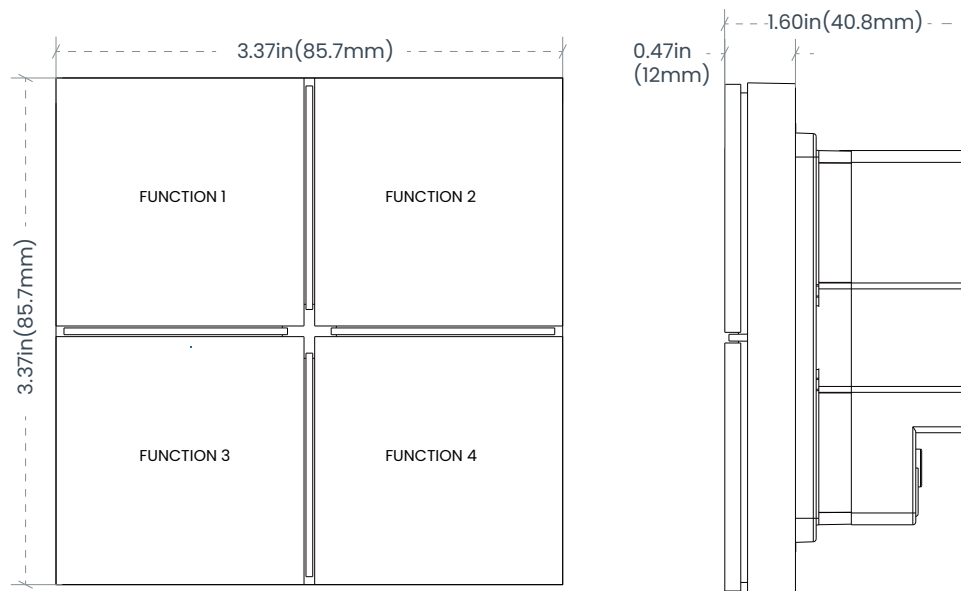 3.37in(85.7mm)
1.60in(40.8mm)
0.47in
(12mm)
3.37in(85.7mm)
FUNCTION 1
FUNCTION 2
FUNCTION 3
FUNCTION 4